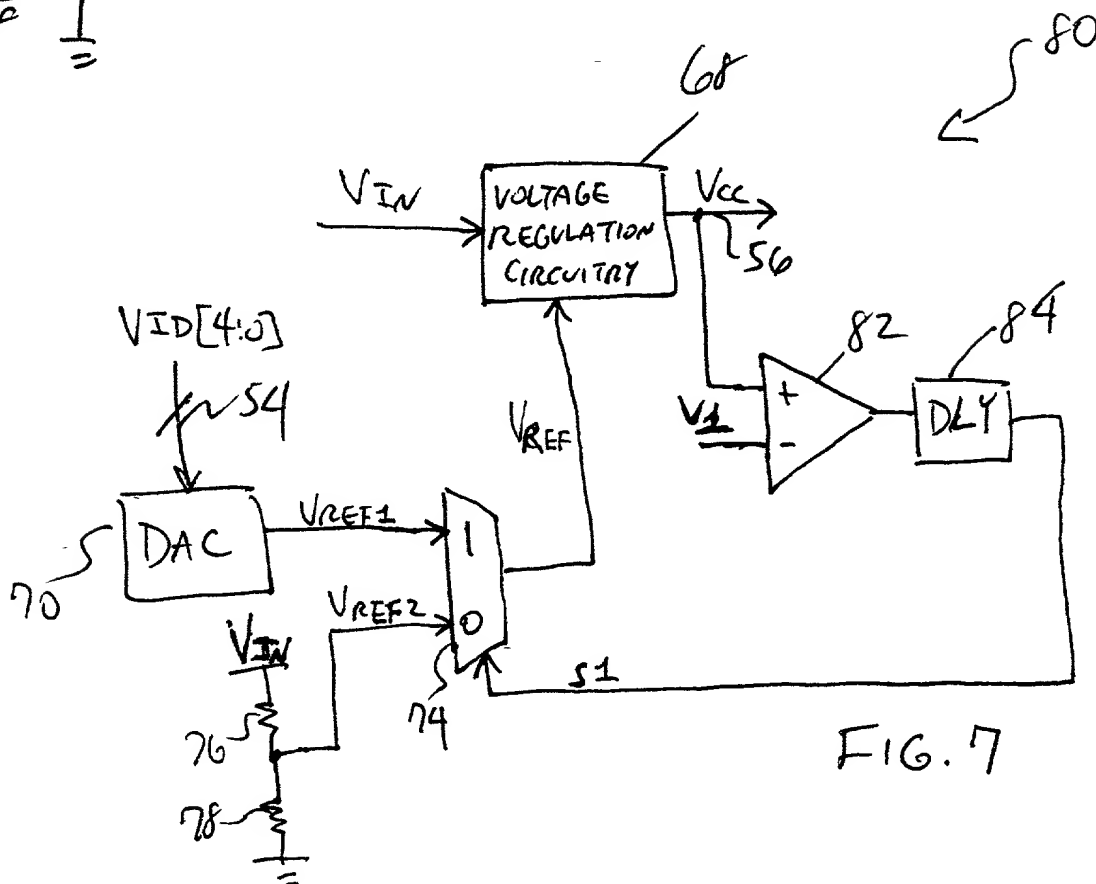 80
68
VIN
VOLTAGE
REGULATION
CIRCUITRY
VCC
56
VID[4:0]
54
82
84
VREF
V1
+
-
DLY
DAC
70
VREF1
1
VREF2
0
VIN
S1
74
76
78
FIG. 7